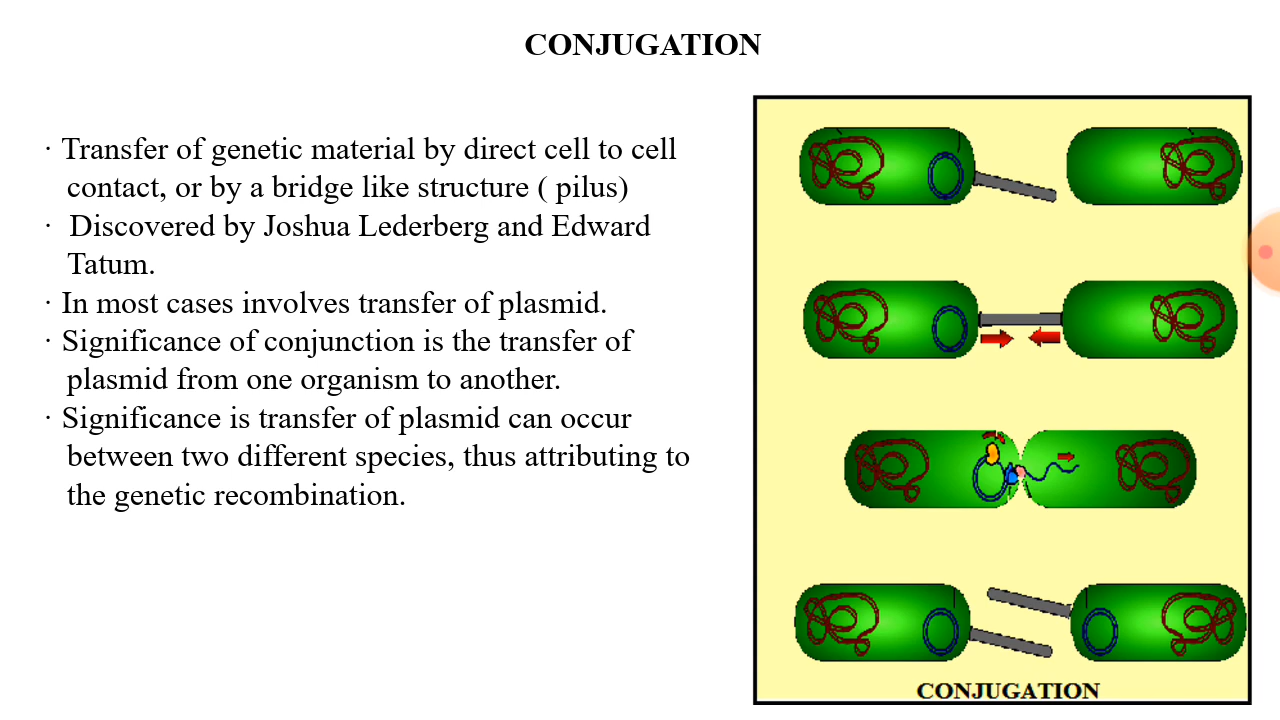 CONJUGATION
· Transfer of genetic material by direct cell to cell
contact, or by a bridge like structure ( pilus)
· Discovered by Joshua Lederberg and Edward
Tatum.
· In most cases involves transfer of plasmid.
· Significance of conjunction is the transfer of
plasmid from one organism to another.
· Significance is transfer of plasmid can occur
between two different species, thus attributing to
the genetic recombination.
CONJUGATION